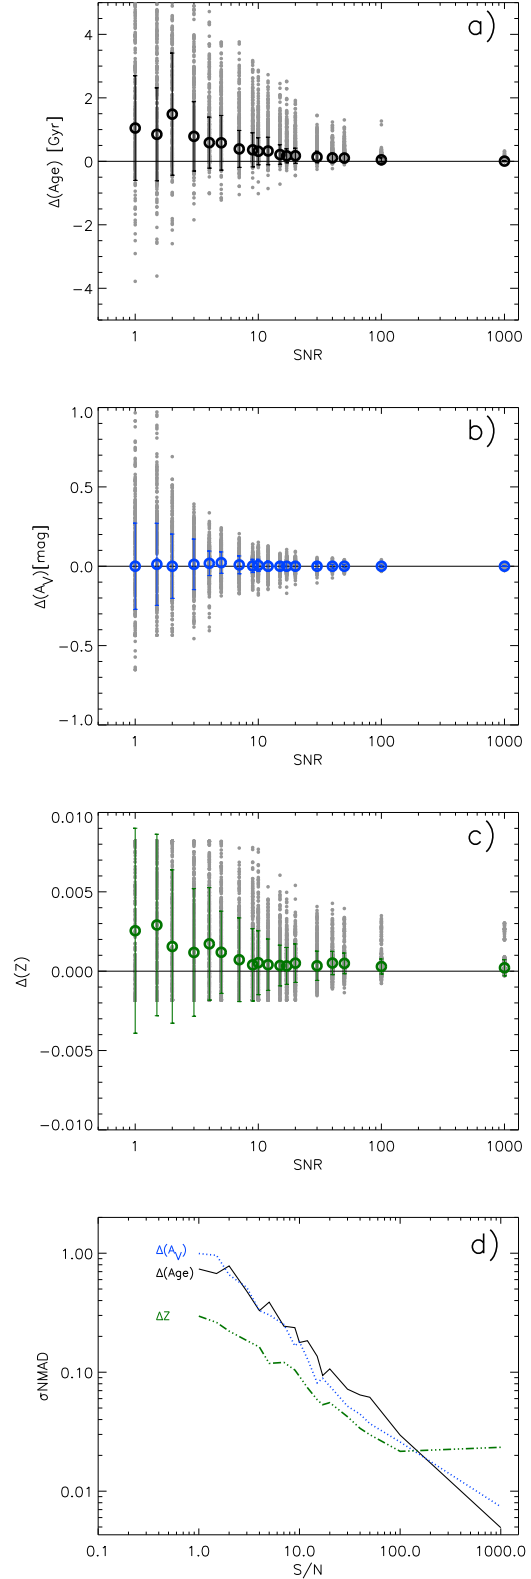 a)
4
2
0
−2
−4
Δ(Age) [Gyr]
1 10 100 1000
SNR
b)
1.0
0.5
0.0
−0.5
−1.0
Δ(AV)[mag]
1 10 100 1000
SNR
c)
0.010
0.005
0.000
−0.005
−0.010
Δ(Z)
1 10 100 1000
SNR
d)
Δ(AV)
Δ(Age)
ΔZ
1.00
0.10
0.01
σNMAD
0.1 1.0 10.0 100.0 1000.0
S/N